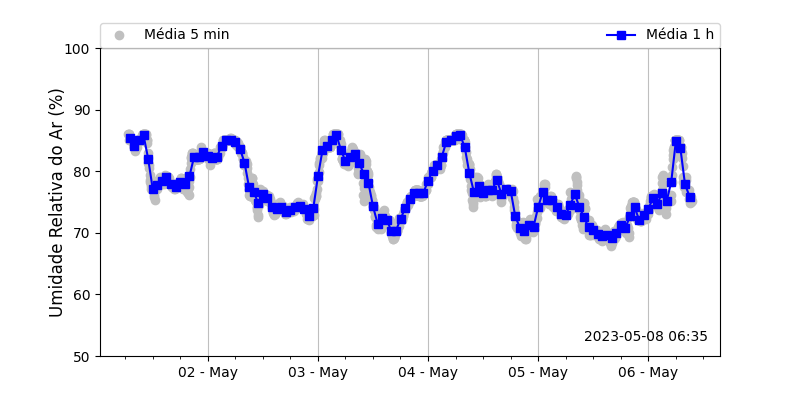 Média 5 min
Média 1 h
Umidade Relativa do Ar (%)
100
90
80
70
60
50
2023-05-08 06:35
02 - May
03 - May
04 - May
05 - May
06 - May